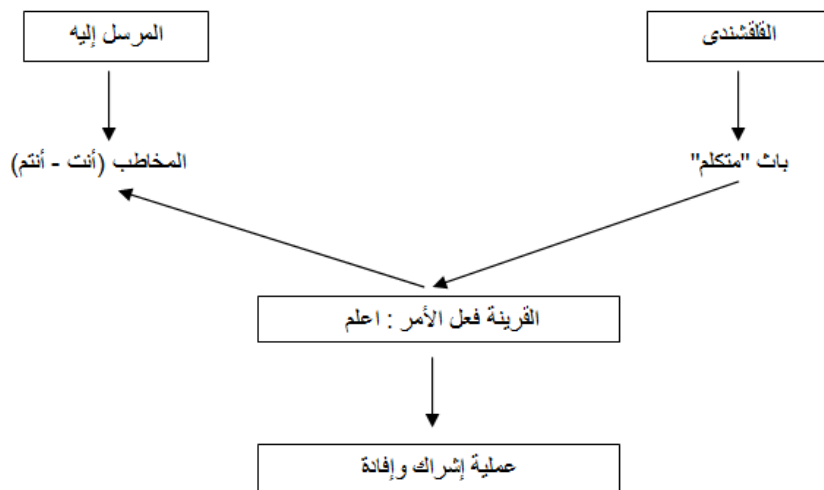 القلقشندى
المرسل إليه
باث "متكلم"
المخاطب (أنت - أنتم)
القرينة فعل الأمر : اعلم
عملية إشراك وإفادة